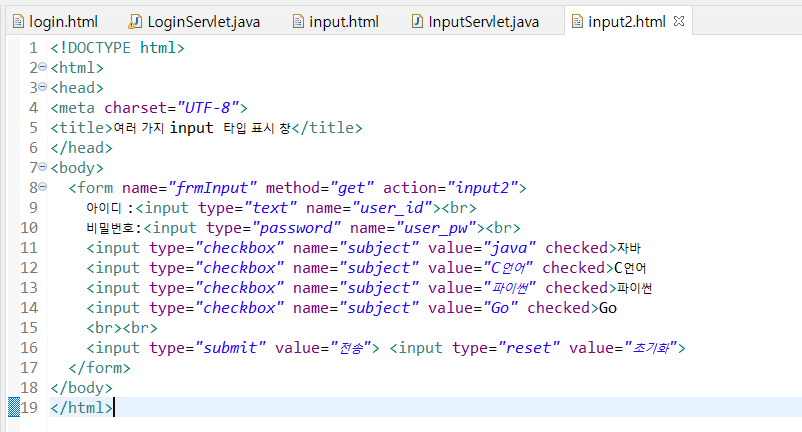 login.html LoginServlet.java input.html InputServlet.java input2.html
1 <!DOCTYPE html>
2 <html>
3 <head>
4 <meta charset="UTF-8">
5 <title>여러 가지 input 타입 표시 창</title>
6 </head>
7 <body>
8 <form name="frmInput" method="get" action="input2">
9 아이디 :<input type="text" name="user_id"><br>
10 비밀번호:<input type="password" name="user_pw"><br>
11 <input type="checkbox" name="subject" value="java" checked>자바
12 <input type="checkbox" name="subject" value="C언어" checked>C언어
13 <input type="checkbox" name="subject" value="파이썬" checked>파이썬
14 <input type="checkbox" name="subject" value="Go" checked>Go
15 <br><br>
16 <input type="submit" value="전송"> <input type="reset" value="초기화">
17 </form>
18 </body>
19 </html>